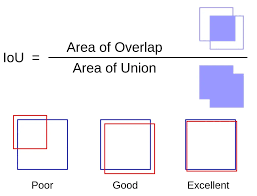 IoU =
Area of Overlap
Area of Union
Poor Good Excellent